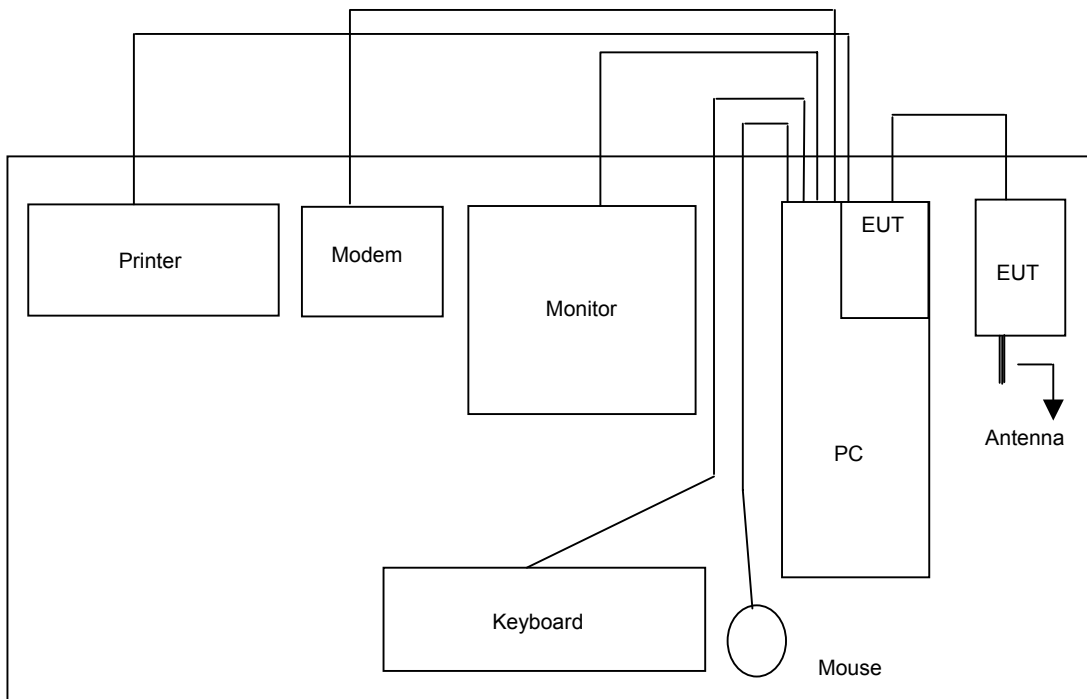 EUT
Printer
Modem
EUT
Monitor
Antenna
PC
Keyboard
Mouse